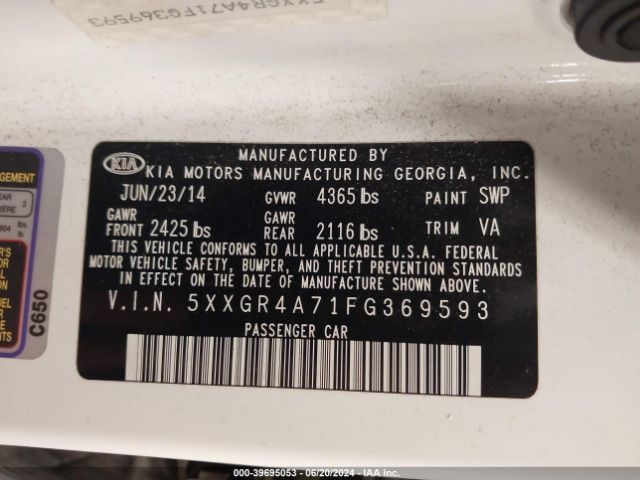 5XXGR4A71FG369593
KIA
MANUFACTURED BY
KIA MOTORS MANUFACTURING GEORGIA, INC.
JUN/23/14 GVWR 4365 lbs PAINT SWP
GAWR FRONT 2425 lbs GAWR REAR 2116 lbs TRIM VA
THIS VEHICLE CONFORMS TO ALL APPLICABLE U.S.A. FEDERAL
MOTOR VEHICLE SAFETY, BUMPER, AND THEFT PREVENTION STANDARDS
IN EFFECT ON THE DATE OF MANUFACTURE SHOWN ABOVE.
V.I.N. 5XXGR4A71FG369593
PASSENGER CAR
C650
000-39695053 - 06/20/2024 - IAA Inc.